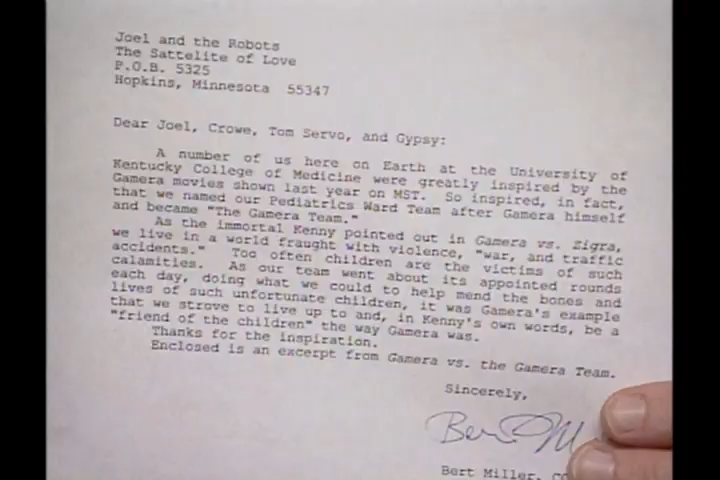 Joel and the Robots
The Sattelite of Love
P.O.B. 5325
Hopkins, Minnesota  55347
Dear Joel, Crowe, Tom Servo, and Gypsy:
A number of us here on Earth at the University of
Kentucky College of Medicine were greatly inspired by the
Gamera movies shown last year on MST.  So inspired, in fact,
that we named our Pediatrics Ward Team after Gamera himself
and became "The Gamera Team."
As the immortal Kenny pointed out in Gamera vs. Zigra,
we live in a world fraught with violence, "war, and traffic
accidents."  Too often children are the victims of such
calamities.  As our team went about its appointed rounds
each day, doing what we could to help mend the bones and
lives of such unfortunate children, it was Gamera's example
that we strove to live up to and, in Kenny's own words, be a
"friend of the children" the way Gamera was.
Thanks for the inspiration.
Enclosed is an excerpt from Gamera vs. the Gamera Team.
Sincerely,
Bert Miller,